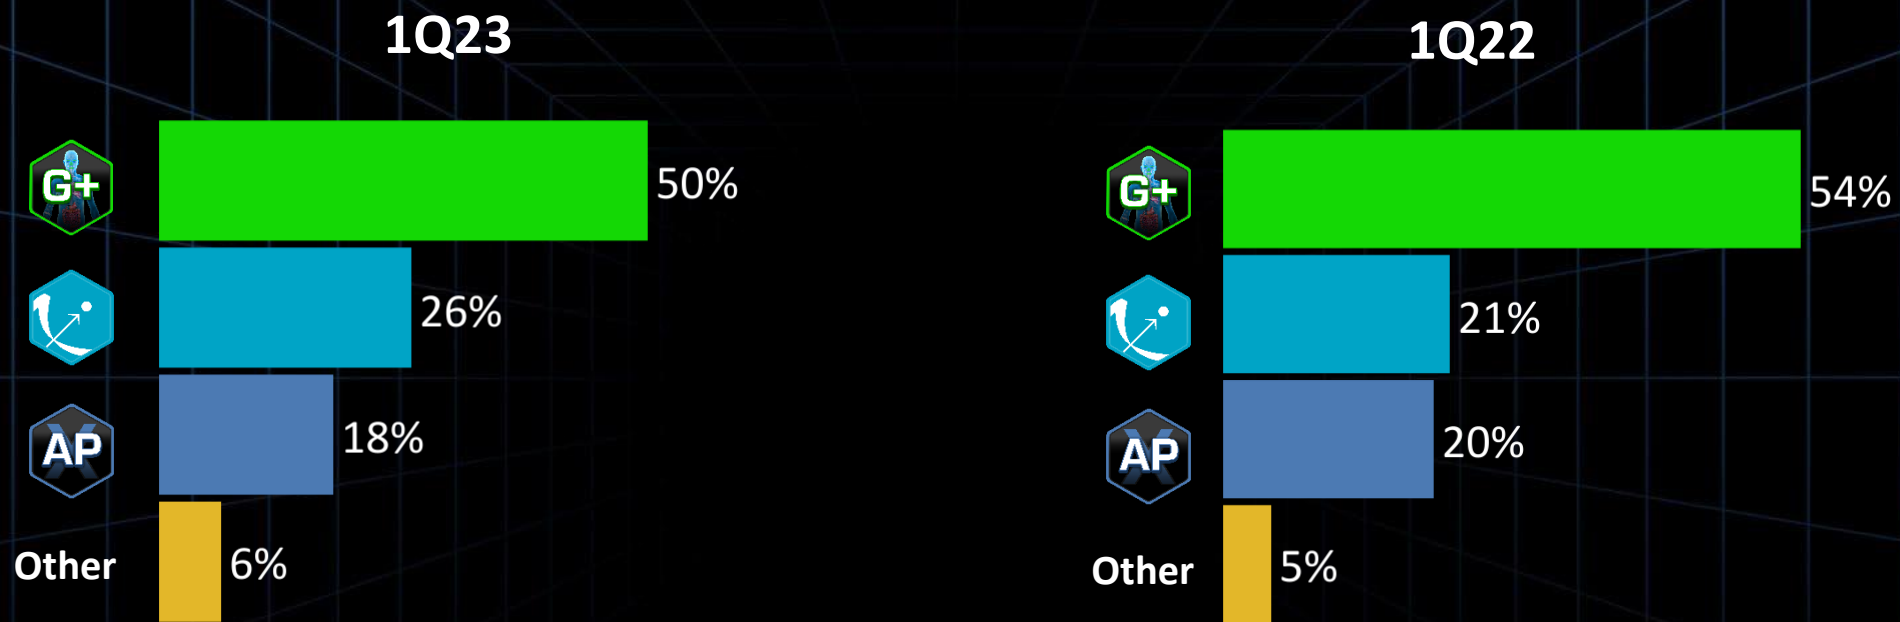 1Q23
G+
50%
26%
AP
18%
Other
6%
1Q22
G+
54%
21%
AP
20%
Other
5%